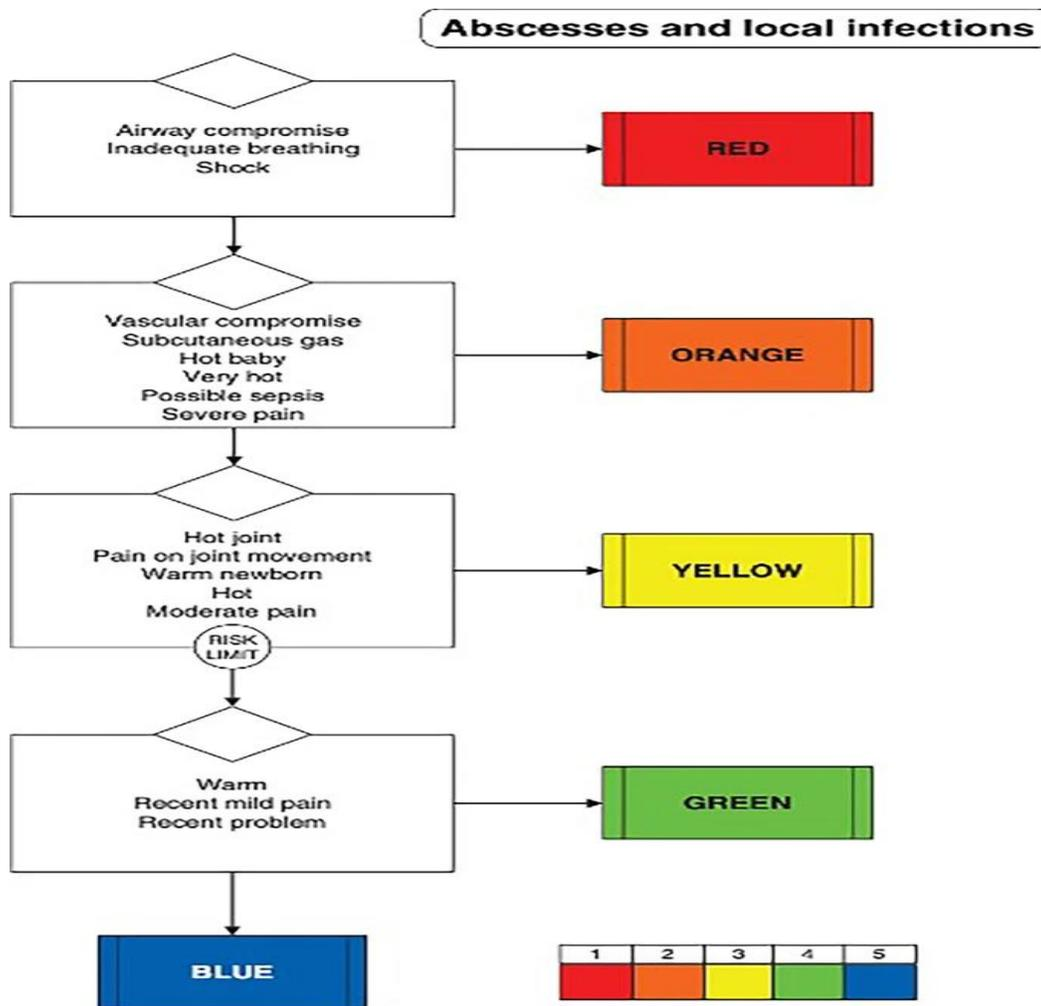 Abscesses and local infections
Airway compromise
Inadequate breathing
Shock
RED
Vascular compromise
Subcutaneous gas
Hot baby
Very hot
Possible sepsis
Severe pain
ORANGE
Hot joint
Pain on joint movement
Warm newborn
Hot
Moderate pain
YELLOW
RISK
LIMIT
Warm
Recent mild pain
Recent problem
GREEN
BLUE
1 2 3 4 5